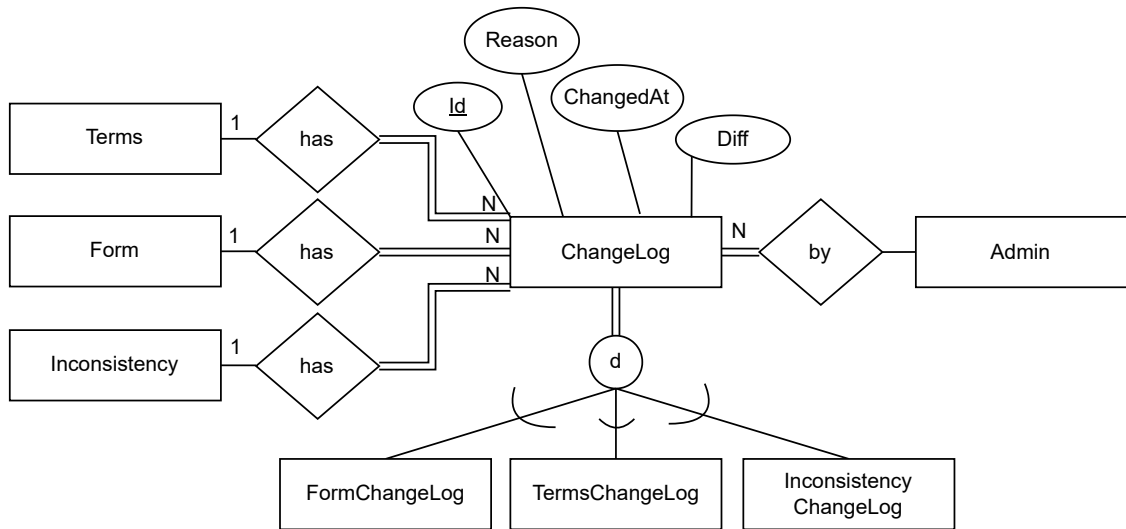 Reason
ChangedAt
Id
Diff
Terms
1
has
N
Form
1
has
N
ChangeLog
N
by
Admin
N
Inconsistency
1
has
d
FormChangeLog
TermsChangeLog
Inconsistency
ChangeLog